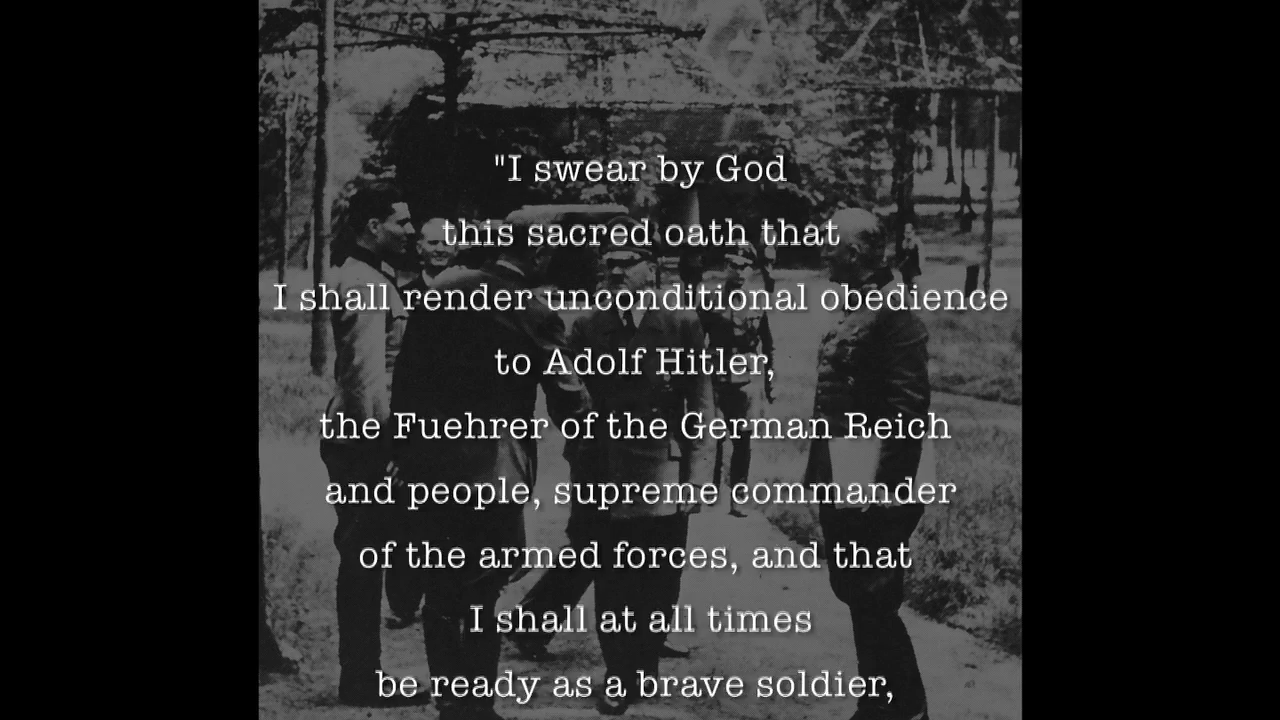 "I swear by God
this sacred oath that
I shall render unconditional obedience
to Adolf Hitler,
the Fuehrer of the German Reich
and people, supreme commander
of the armed forces, and that
I shall at all times
be ready as a brave soldier,